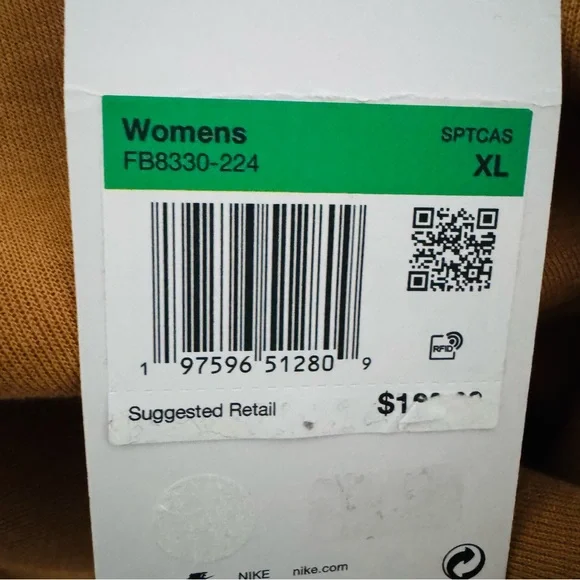 Womens SPTCAS
FB8330-224 XL
RFID
1 97596 51280 9
Suggested Retail
NIKE nike.com